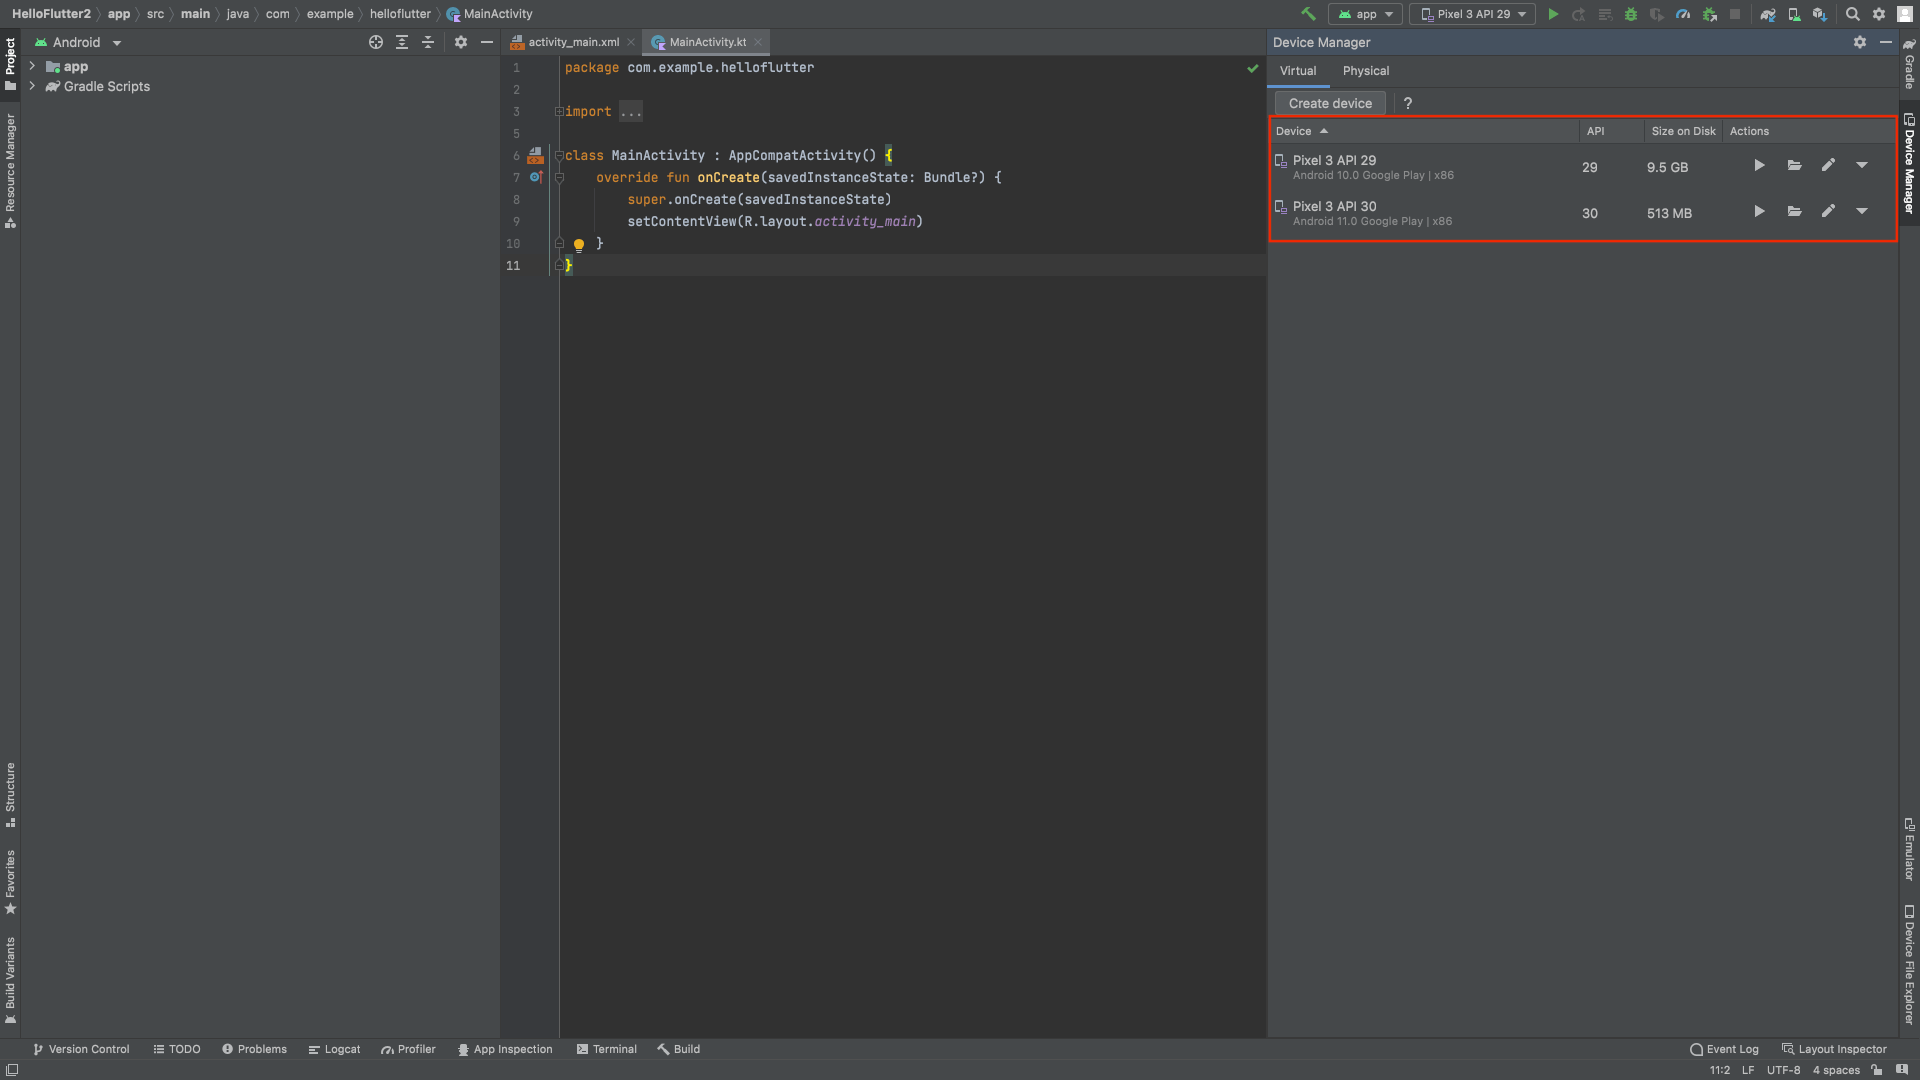 HelloFlutter2 app src main java com example helloflutter MainActivity
app Pixel 3 API 29
Project
Android
app
Gradle Scripts
Resource Manager
Structure
Favorites
Build Variants
activity_main.xml MainActivity.kt
1 package com.example.helloflutter
2
3 import ...
5
6 class MainActivity : AppCompatActivity() {
7 override fun onCreate(savedInstanceState: Bundle?) {
8 super.onCreate(savedInstanceState)
9 setContentView(R.layout.activity_main)
10 }
11 }
Device Manager
Virtual Physical
Create device ?
Device API Size on Disk Actions
Pixel 3 API 29 29 9.5 GB
Android 10.0 Google Play | x86
Pixel 3 API 30 30 513 MB
Android 11.0 Google Play | x86
Gradle
Device Manager
Emulator
Device File Explorer
Version Control TODO Problems Logcat Profiler App Inspection Terminal Build Event Log Layout Inspector
11:2 LF UTF-8 4 spaces